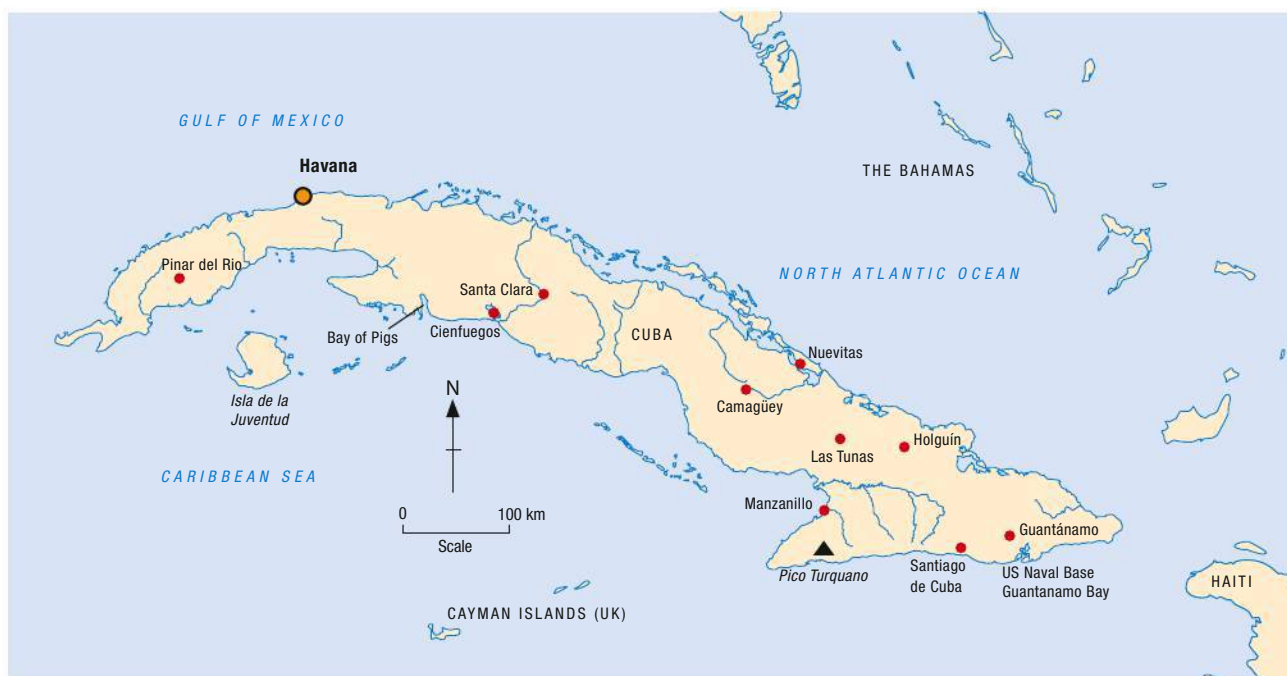 GULF OF MEXICO
Havana
THE BAHAMAS
Pinar del Rio
NORTH ATLANTIC OCEAN
Santa Clara
Bay of Pigs
Cienfuegos
CUBA
Nuevitas
Isla de la
Juventud
N
Camagüey
Las Tunas
Holguín
CARIBBEAN SEA
Manzanillo
0
100 km
Scale
Guantánamo
Pico Turquano
Santiago
de Cuba
US Naval Base
Guantanamo Bay
HAITI
CAYMAN ISLANDS (UK)